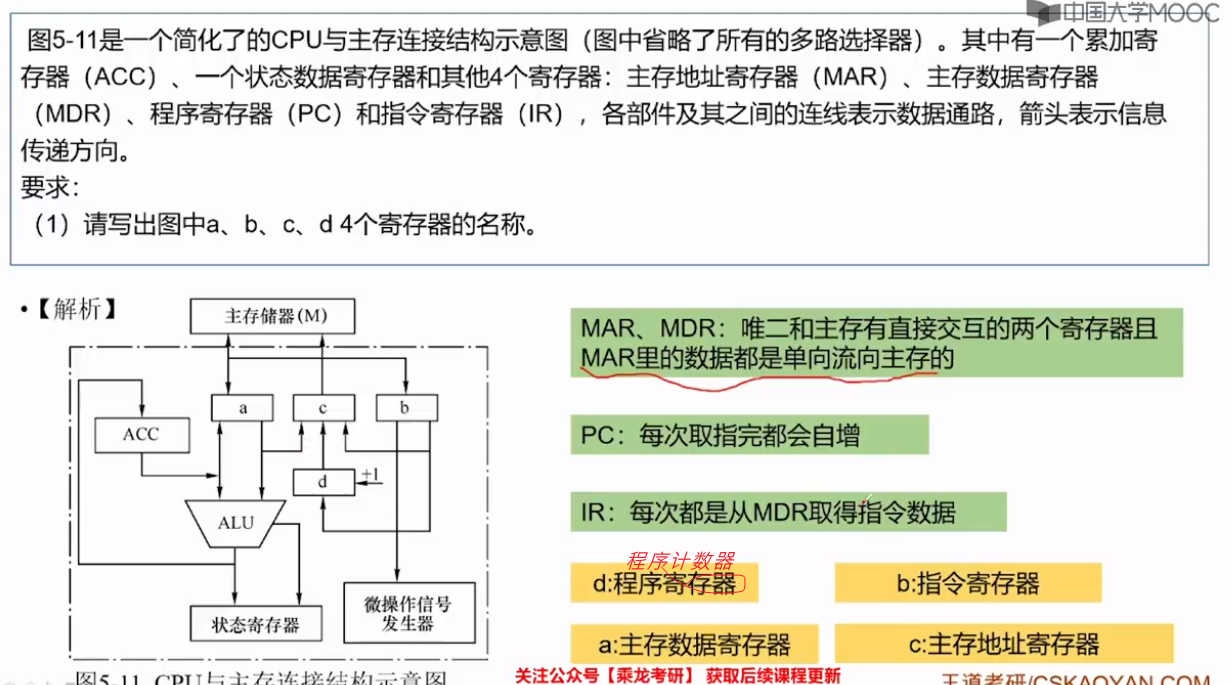 中国大学MOOC
图5-11是一个简化了的CPU与主存连接结构示意图（图中省略了所有的多路选择器）。其中有一个累加寄
存器（ACC）、一个状态数据寄存器和其他4个寄存器：主存地址寄存器（MAR）、主存数据寄存器
（MDR）、程序寄存器（PC）和指令寄存器（IR），各部件及其之间的连线表示数据通路，箭头表示信息
传递方向。
要求：
（1）请写出图中a、b、c、d 4个寄存器的名称。
•【解析】
主存储器(M)
a
c
b
ACC
d
+1
ALU
状态寄存器
微操作信号
发生器
图5-11 CPU与主存连接结构示意图
MAR、MDR：唯二和主存有直接交互的两个寄存器且
MAR里的数据都是单向流向主存的
PC：每次取指完都会自增
IR：每次都是从MDR取得指令数据
程序计数器
d:程序寄存器
b:指令寄存器
a:主存数据寄存器
c:主存地址寄存器
关注公众号【乘龙考研】 获取后续课程更新
王道考研/CSKAOYAN.COM